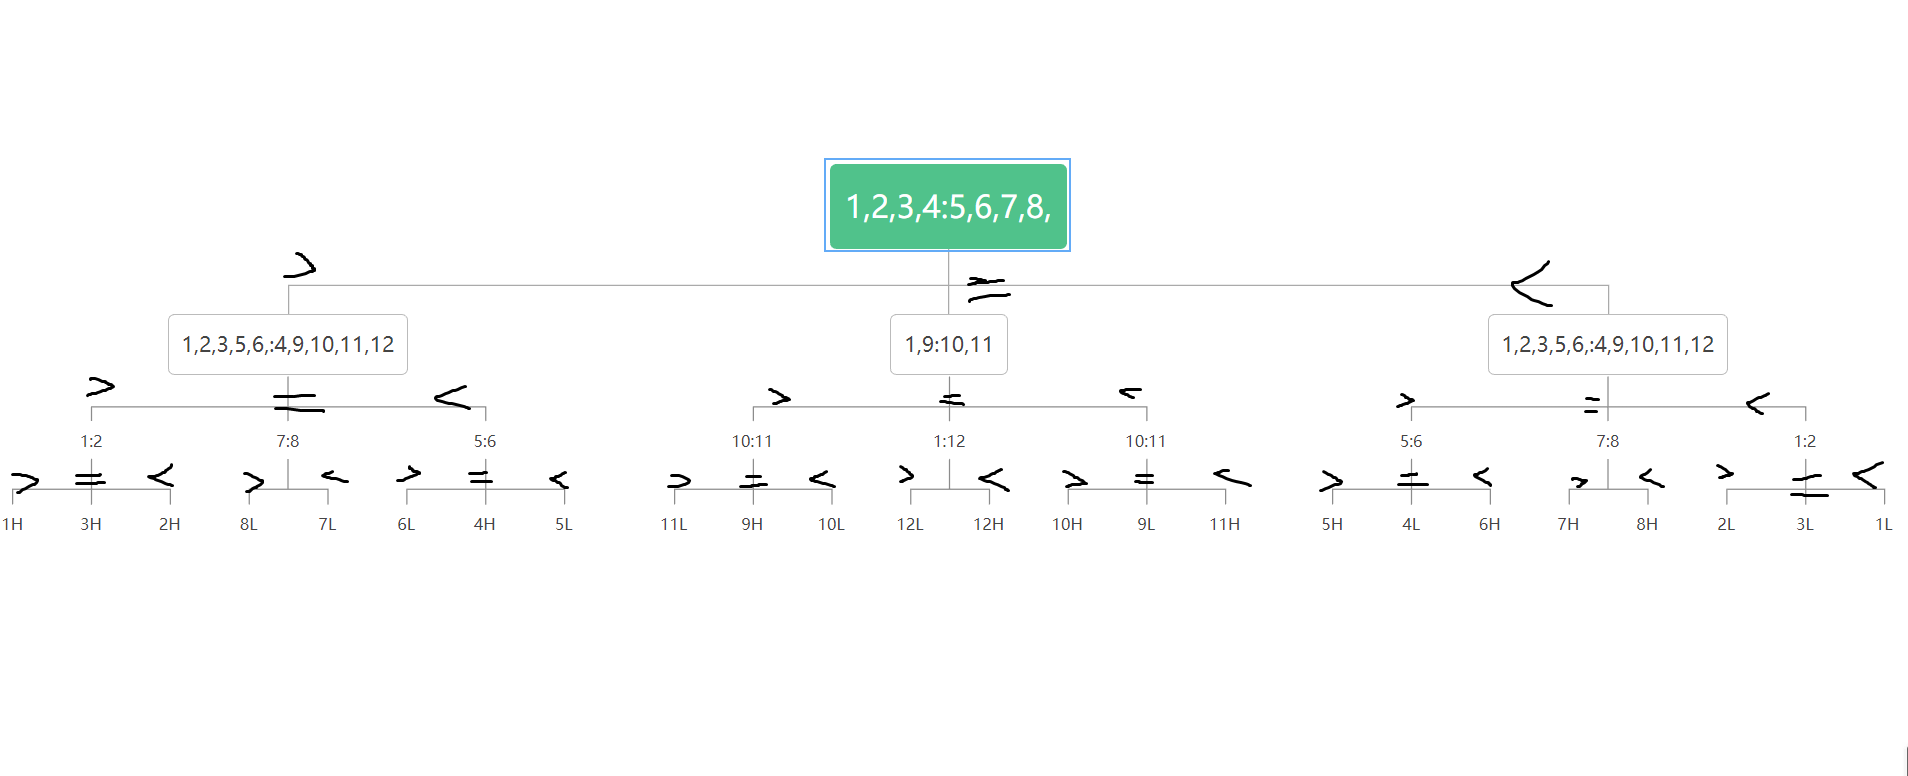 1,2,3,4:5,6,7,8,
> = <
1,2,3,5,6,:4,9,10,11,12 1,9:10,11 1,2,3,5,6,:4,9,10,11,12
> = < > = < > = <
1:2 7:8 5:6 10:11 1:12 10:11 5:6 7:8 1:2
> = < > < > = < > = < > < > = < > = < > < > = <
1H 3H 2H 8L 7L 6L 4H 5L 11L 9H 10L 12L 12H 10H 9L 11H 5H 4L 6H 7H 8H 2L 3L 1L